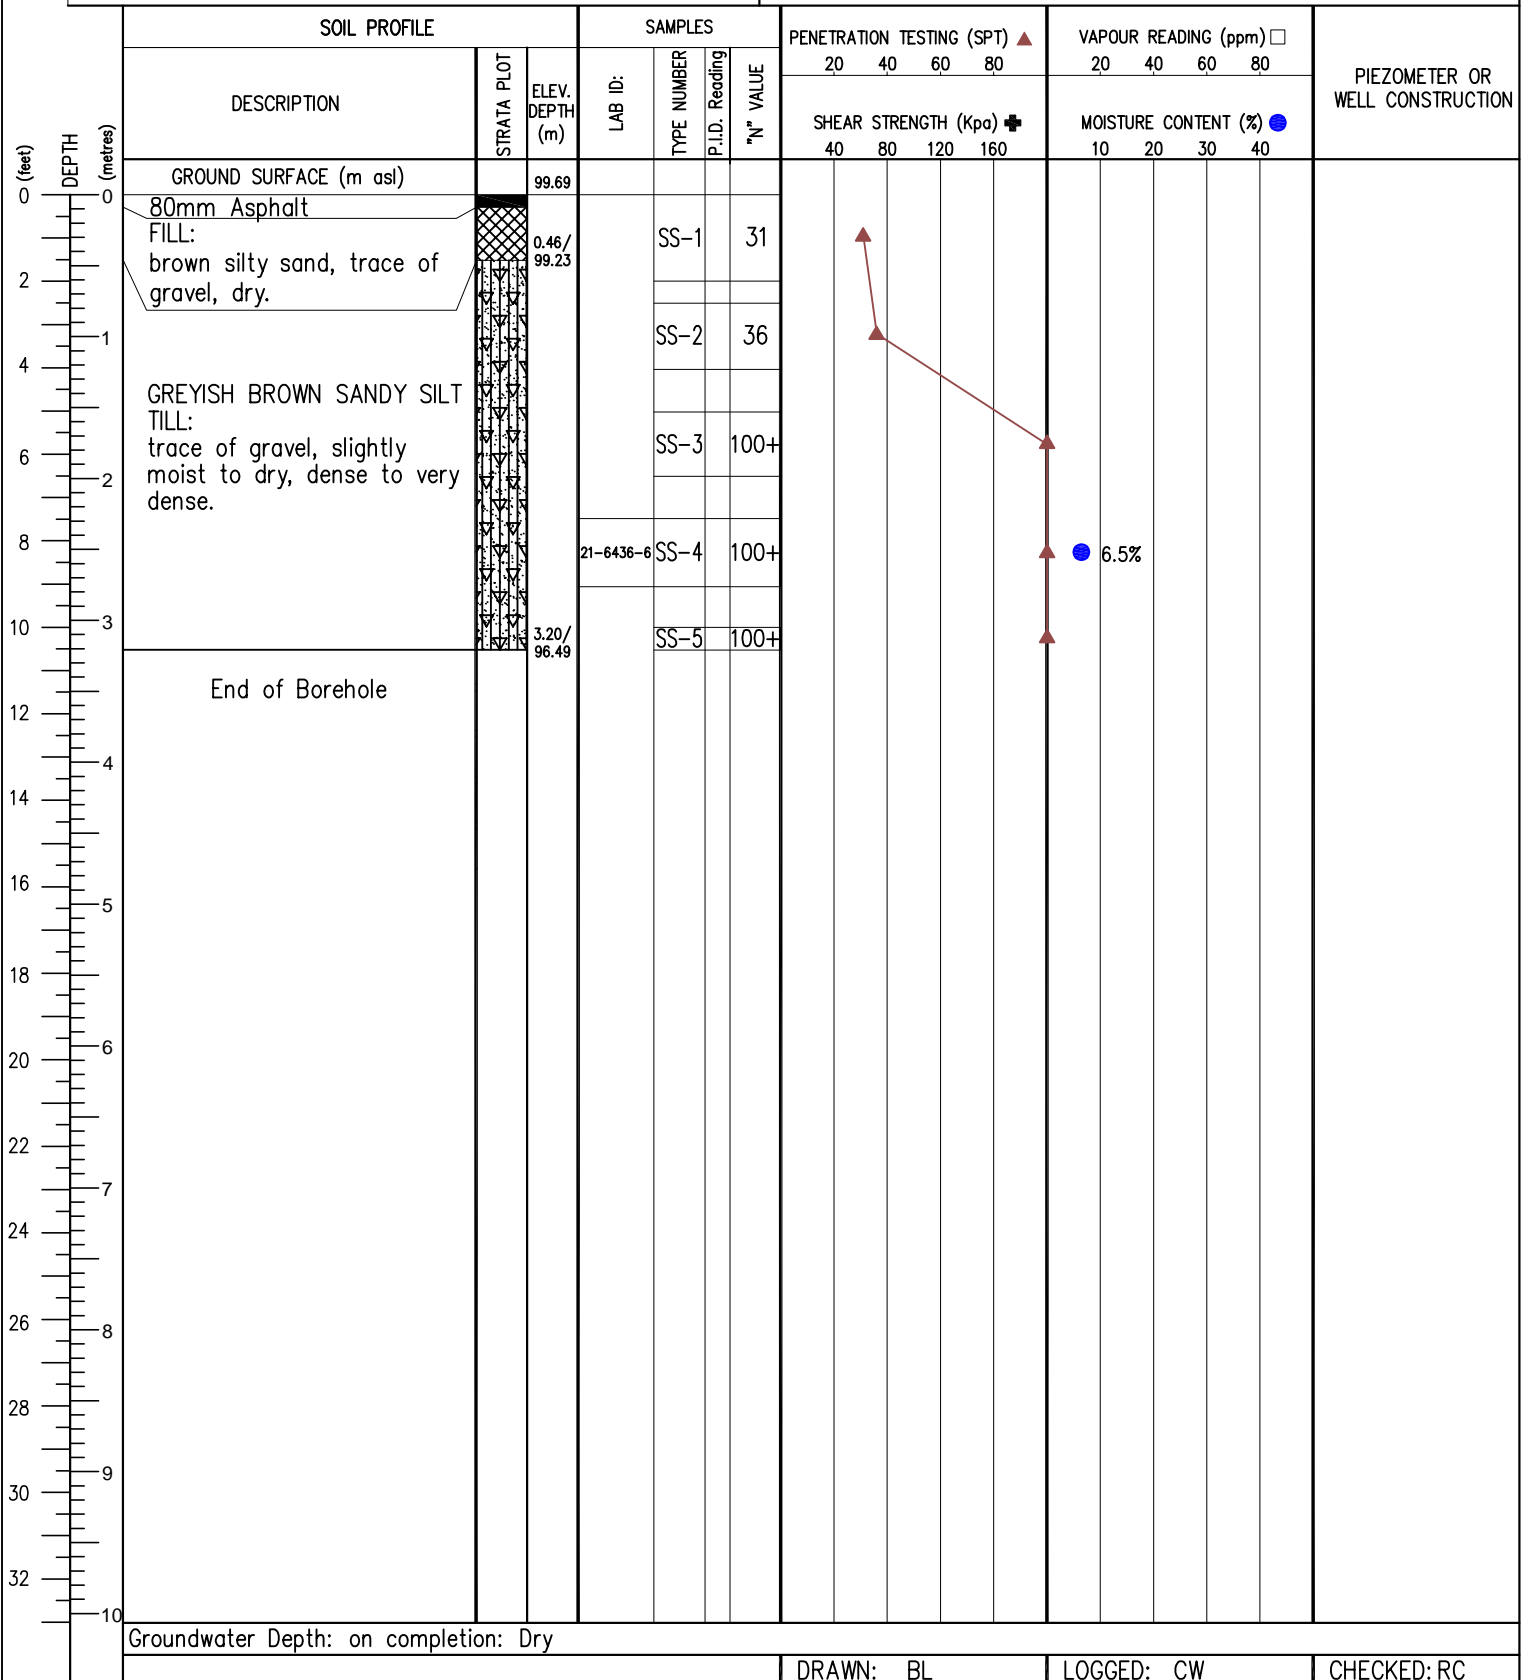 SOIL PROFILE
SAMPLES
PENETRATION TESTING (SPT)
VAPOUR READING (ppm)
PIEZOMETER OR
WELL CONSTRUCTION
20 40 60 80
20 40 60 80
DESCRIPTION
STRATA PLOT
ELEV.
DEPTH
(m)
LAB ID:
TYPE NUMBER
P.I.D. Reading
"N" VALUE
SHEAR STRENGTH (Kpa)
MOISTURE CONTENT (%)
40 80 120 160
10 20 30 40
(feet)
DEPTH
(metres)
GROUND SURFACE (m asl)
99.69
80mm Asphalt
FILL:
brown silty sand, trace of
gravel, dry.
0.46/
99.23
SS-1 31
SS-2 36
GREYISH BROWN SANDY SILT
TILL:
trace of gravel, slightly
moist to dry, dense to very
dense.
SS-3 100+
21-6436-6 SS-4 100+
6.5%
3.20/
96.49
SS-5 100+
End of Borehole
0
2
4
6
8
10
12
14
16
18
20
22
24
26
28
30
32
0
1
2
3
4
5
6
7
8
9
10
Groundwater Depth: on completion: Dry
DRAWN: BL
LOGGED: CW
CHECKED: RC